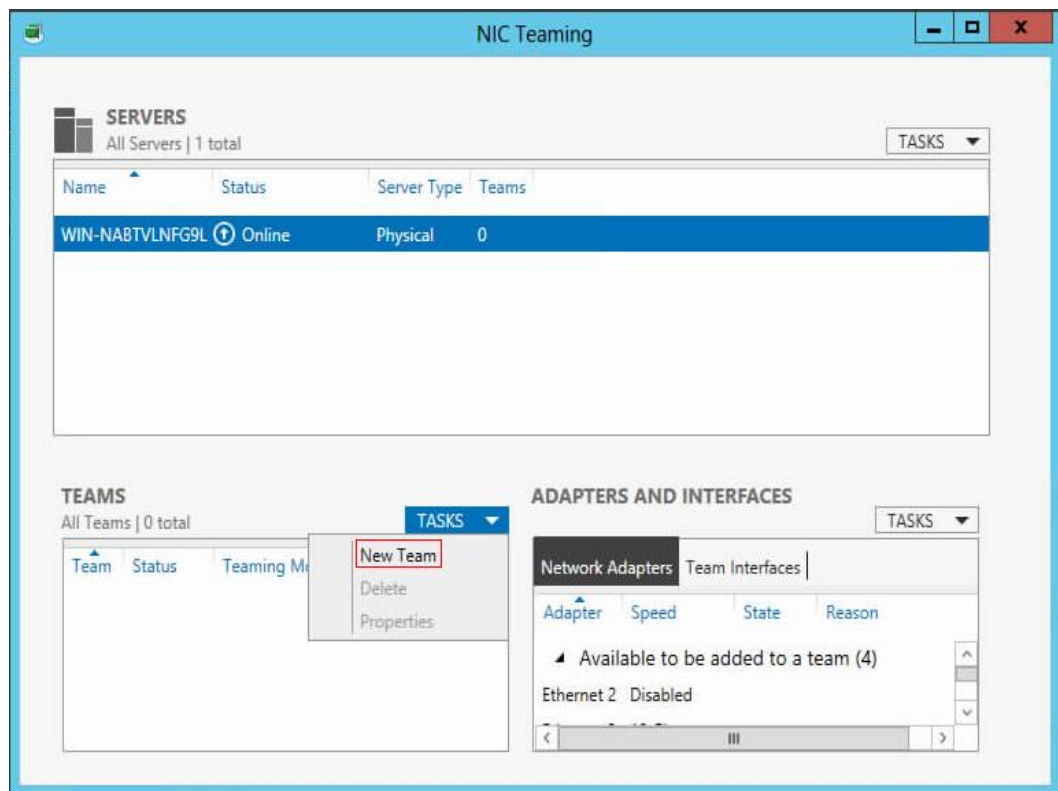 NIC Teaming
SERVERS
All Servers | 1 total
TASKS
Name Status Server Type Teams
WIN-NABTVLNFG9L Online Physical 0
TEAMS
All Teams | 0 total
TASKS
Team Status Teaming Mo
New Team
Delete
Properties
ADAPTERS AND INTERFACES
TASKS
Network Adapters Team Interfaces
Adapter Speed State Reason
Available to be added to a team (4)
Ethernet 2 Disabled